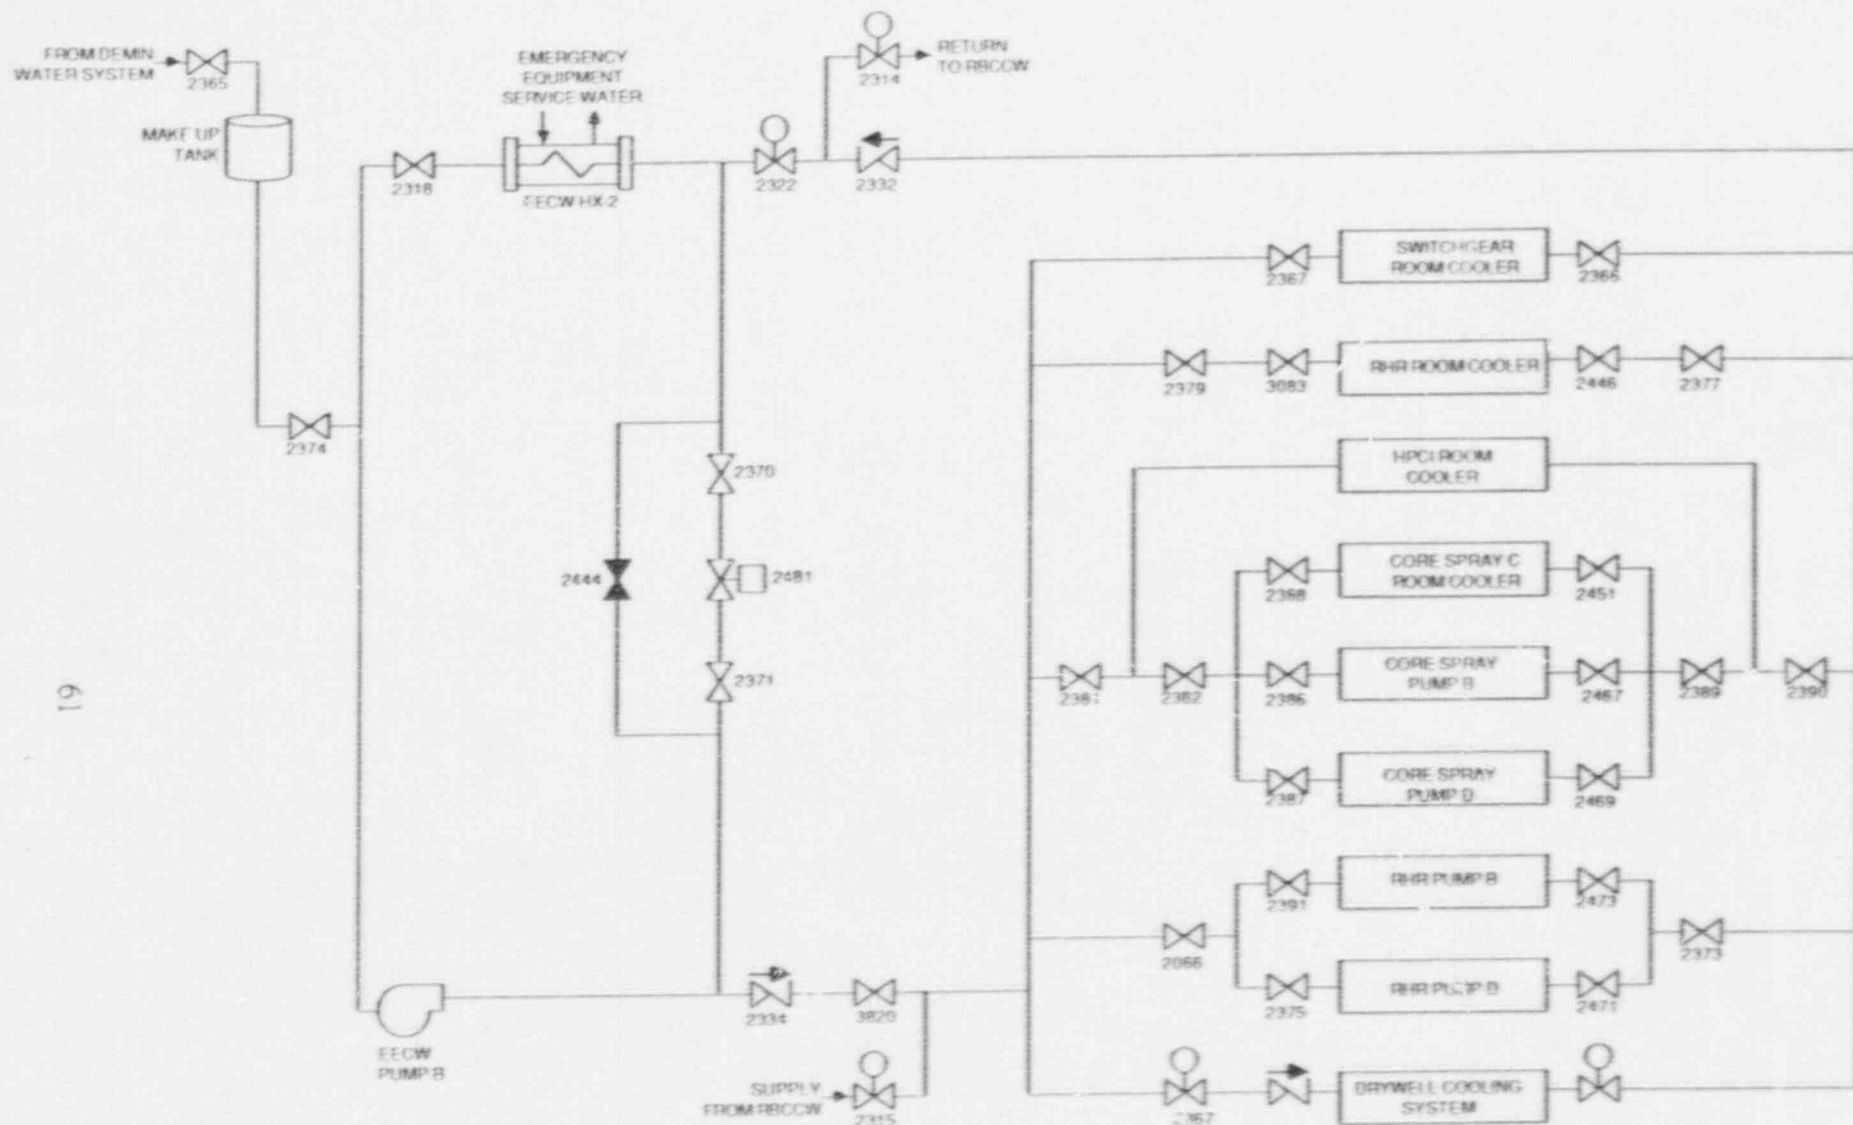 FROM DEMIN
WATER SYSTEM
2365
MAKE UP
TANK
2318
EMERGENCY
EQUIPMENT
SERVICE WATER
EECW HX-2
2322
2314
RETURN
TO RBCCW
2332
2374
2370
2444
2481
2371
EECW
PUMP B
2334
3820
SUPPLY
FROM RBCCW
2315
2367
SWITCHGEAR
ROOM COOLER
2366
2379
3083
RHR ROOM COOLER
2446
2377
HPCI ROOM
COOLER
2388
CORE SPRAY C
ROOM COOLER
2451
2382
2386
CORE SPRAY
PUMP B
2467
2389
2390
2387
CORE SPRAY
PUMP D
2469
2391
RHR PUMP B
2473
2066
2373
2375
RHR PUMP D
2471
DRYWELL COOLING
SYSTEM
61